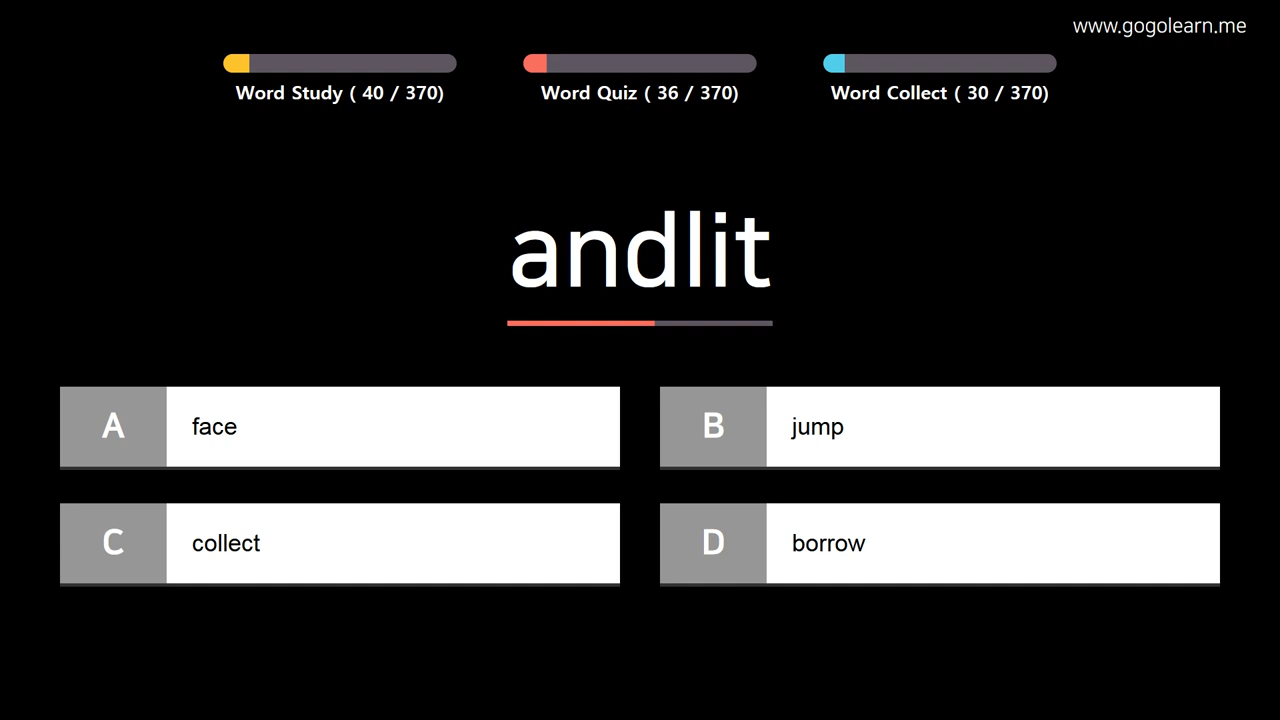 www.gogolearn.me
Word Study ( 40 / 370)
Word Quiz ( 36 / 370)
Word Collect ( 30 / 370)
andlit
A face
B jump
C collect
D borrow